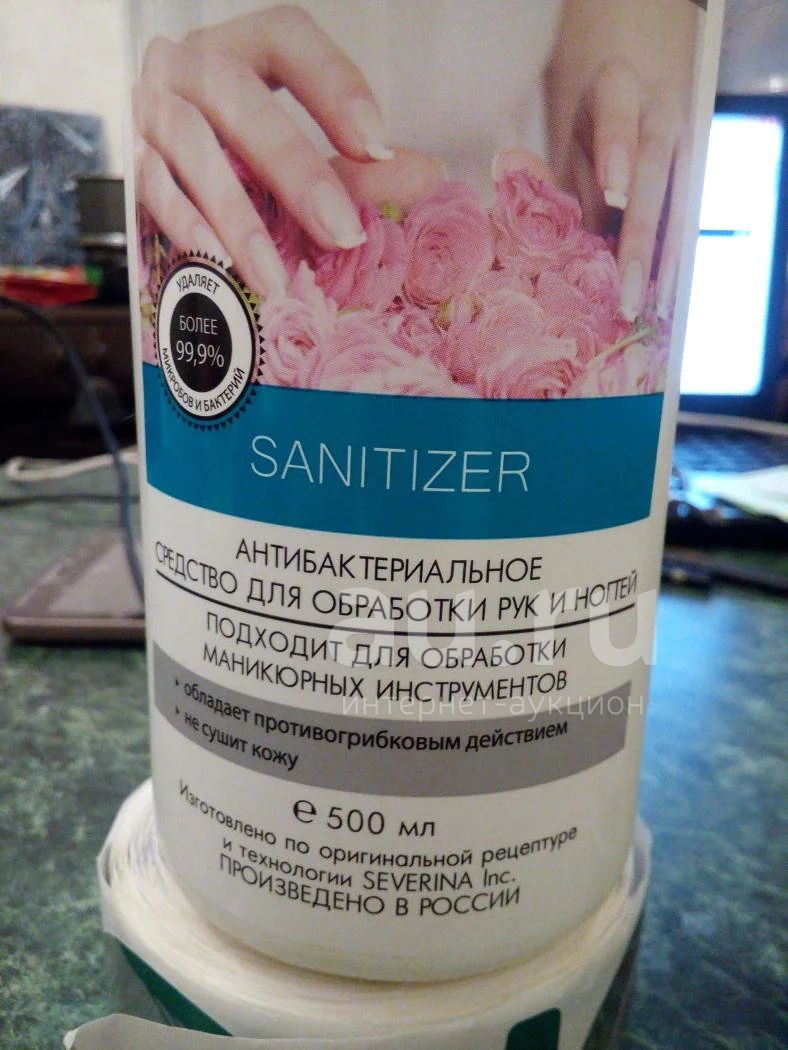 УДАЛЯЕТ
БОЛЕЕ
99,9%
МИКРОБОВ И БАКТЕРИЙ
SANITIZER
АНТИБАКТЕРИАЛЬНОЕ
СРЕДСТВО ДЛЯ ОБРАБОТКИ РУК И НОГТЕЙ
ПОДХОДИТ ДЛЯ ОБРАБОТКИ
МАНИКЮРНЫХ ИНСТРУМЕНТОВ
обладает противогрибковым действием
не сушит кожу
℮ 500 мл
Изготовлено по оригинальной рецептуре
и технологии SEVERINA Inc.
ПРОИЗВЕДЕНО В РОССИИ
au.ru
интернет-аукцион